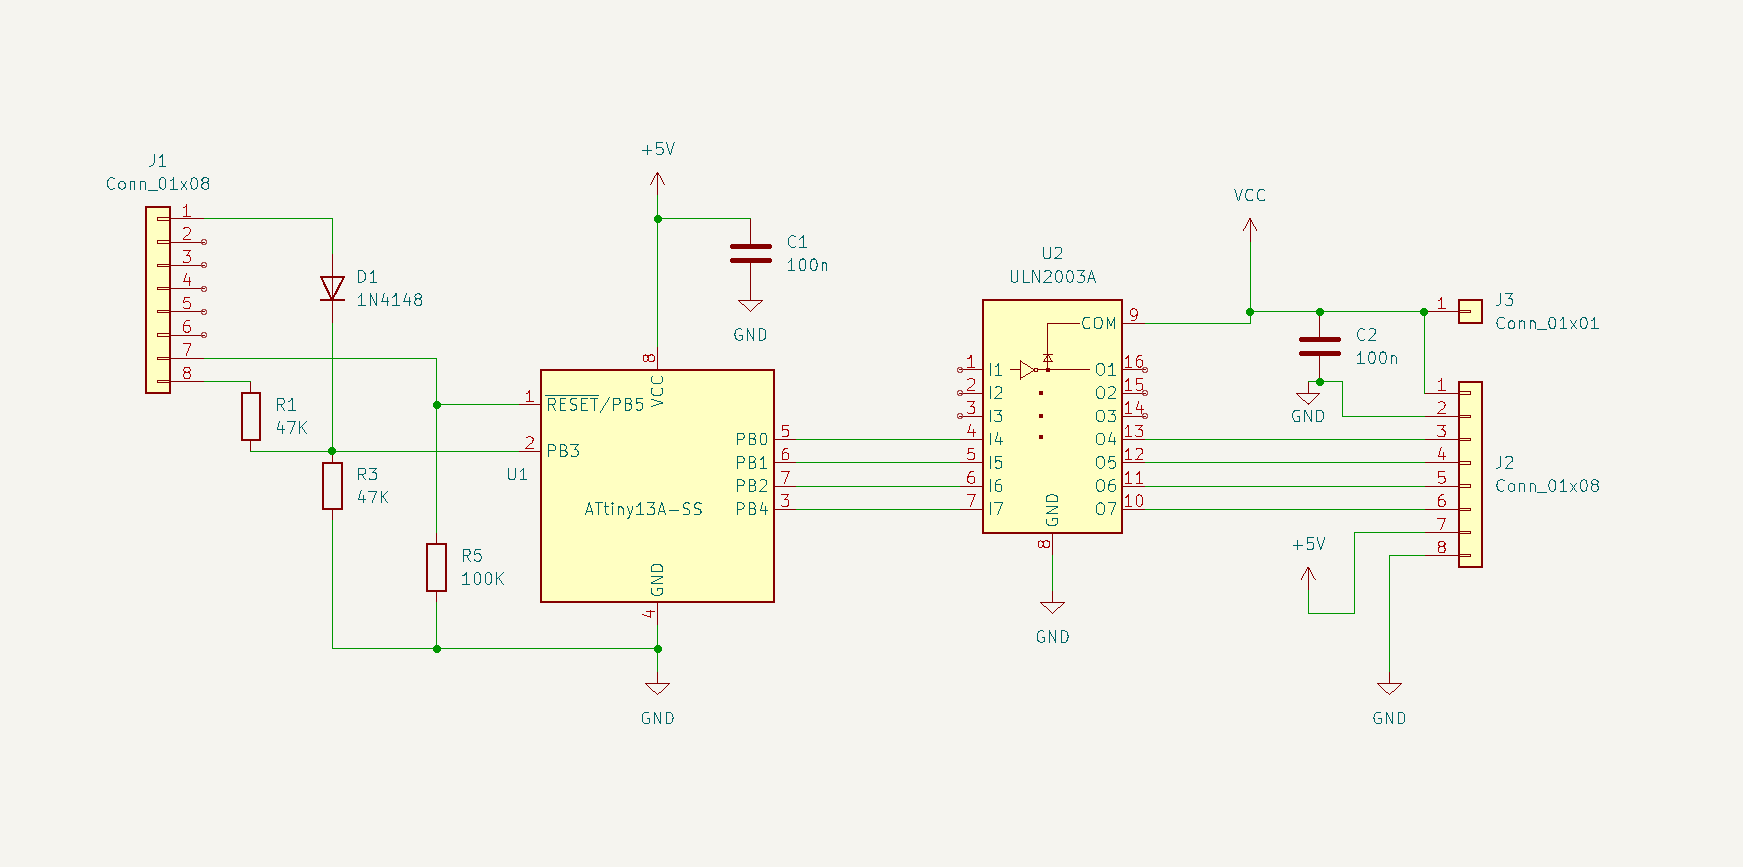 J1
Conn_01x08
1
2
3
4
5
6
7
8
D1
1N4148
R1
47K
R3
47K
R5
100K
+5V
C1
100n
GND
8
VCC
1
RESET/PB5
2
PB3
U1
ATtiny13A-SS
PB0
5
PB1
6
PB2
7
PB4
3
GND
4
GND
U2
ULN2003A
COM
9
1
I1
O1
16
2
I2
O2
15
3
I3
O3
14
4
I4
O4
13
5
I5
O5
12
6
I6
O6
11
7
I7
O7
10
GND
8
GND
VCC
C2
100n
GND
1
J3
Conn_01x01
1
2
3
4
5
6
7
8
J2
Conn_01x08
+5V
GND